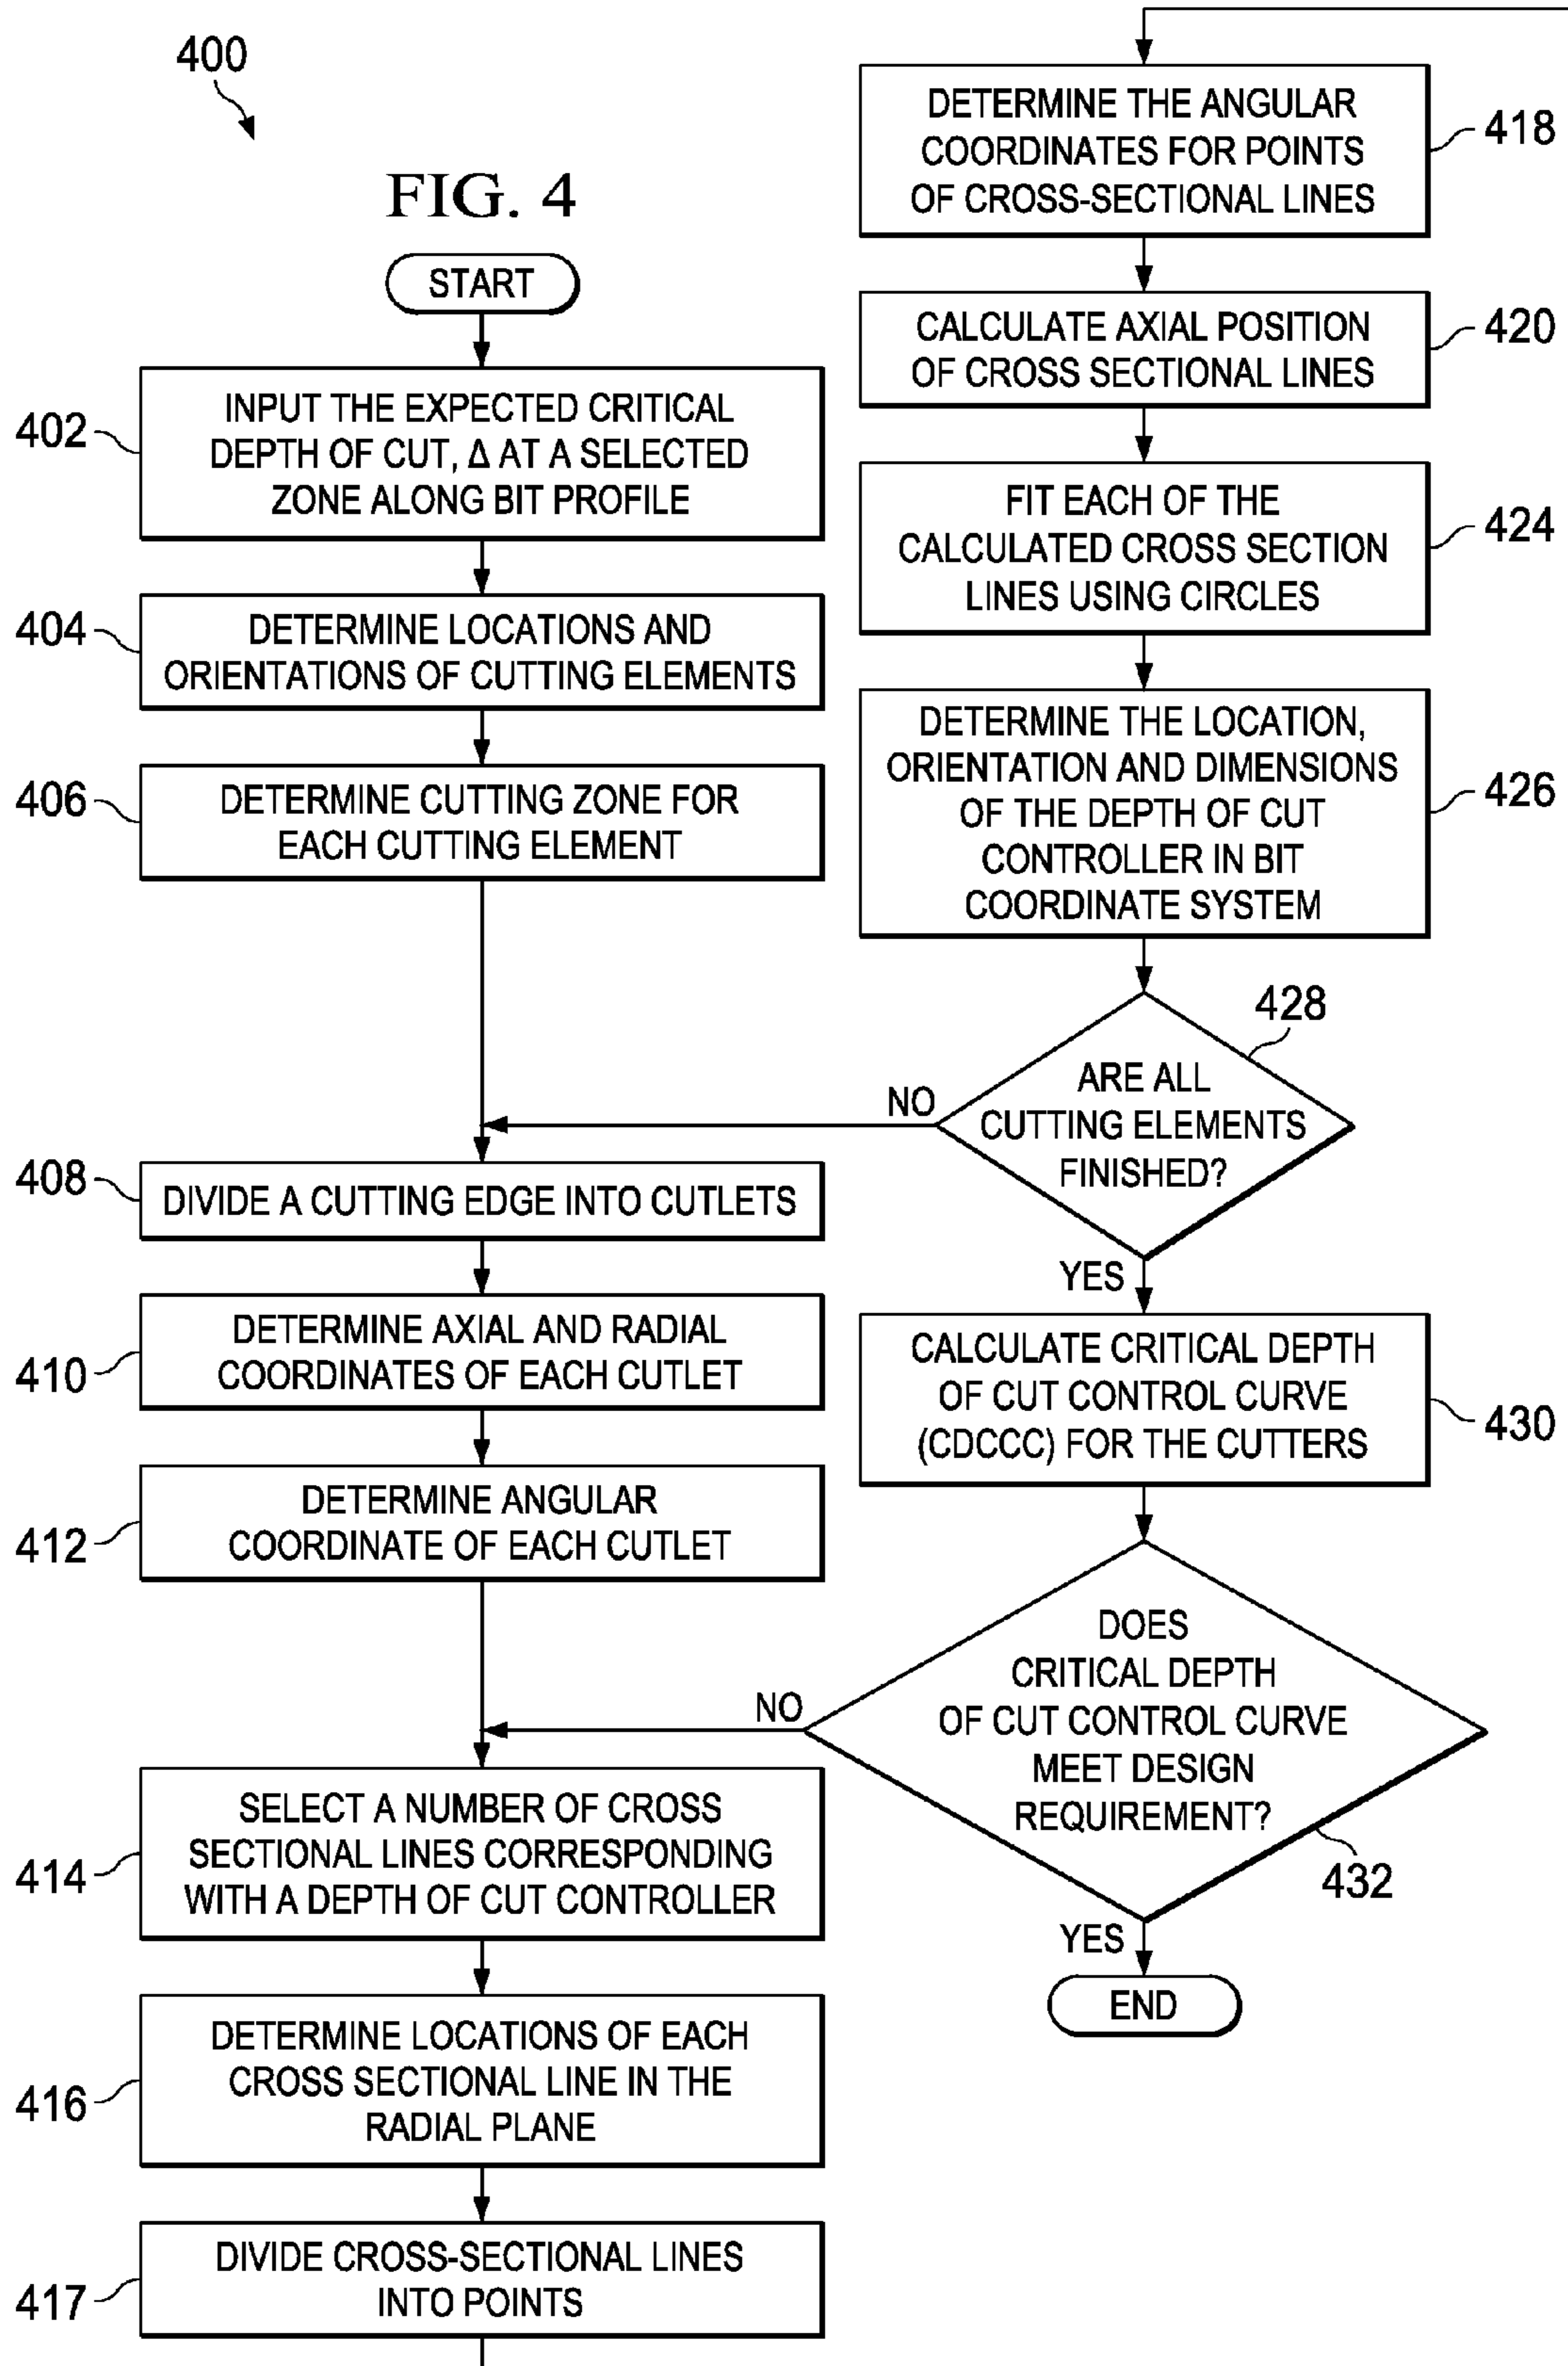 400
FIG. 4
START
402
INPUT THE EXPECTED CRITICAL
DEPTH OF CUT, Δ AT A SELECTED
ZONE ALONG BIT PROFILE
404
DETERMINE LOCATIONS AND
ORIENTATIONS OF CUTTING ELEMENTS
406
DETERMINE CUTTING ZONE FOR
EACH CUTTING ELEMENT
408
DIVIDE A CUTTING EDGE INTO CUTLETS
410
DETERMINE AXIAL AND RADIAL
COORDINATES OF EACH CUTLET
412
DETERMINE ANGULAR
COORDINATE OF EACH CUTLET
414
SELECT A NUMBER OF CROSS
SECTIONAL LINES CORRESPONDING
WITH A DEPTH OF CUT CONTROLLER
416
DETERMINE LOCATIONS OF EACH
CROSS SECTIONAL LINE IN THE
RADIAL PLANE
417
DIVIDE CROSS-SECTIONAL LINES
INTO POINTS
DETERMINE THE ANGULAR
COORDINATES FOR POINTS
OF CROSS-SECTIONAL LINES
418
CALCULATE AXIAL POSITION
OF CROSS SECTIONAL LINES
420
FIT EACH OF THE
CALCULATED CROSS SECTION
LINES USING CIRCLES
424
DETERMINE THE LOCATION,
ORIENTATION AND DIMENSIONS
OF THE DEPTH OF CUT
CONTROLLER IN BIT
COORDINATE SYSTEM
426
428
ARE ALL
CUTTING ELEMENTS
FINISHED?
NO
YES
CALCULATE CRITICAL DEPTH
OF CUT CONTROL CURVE
(CDCCC) FOR THE CUTTERS
430
DOES
CRITICAL DEPTH
OF CUT CONTROL CURVE
MEET DESIGN
REQUIREMENT?
432
NO
YES
END